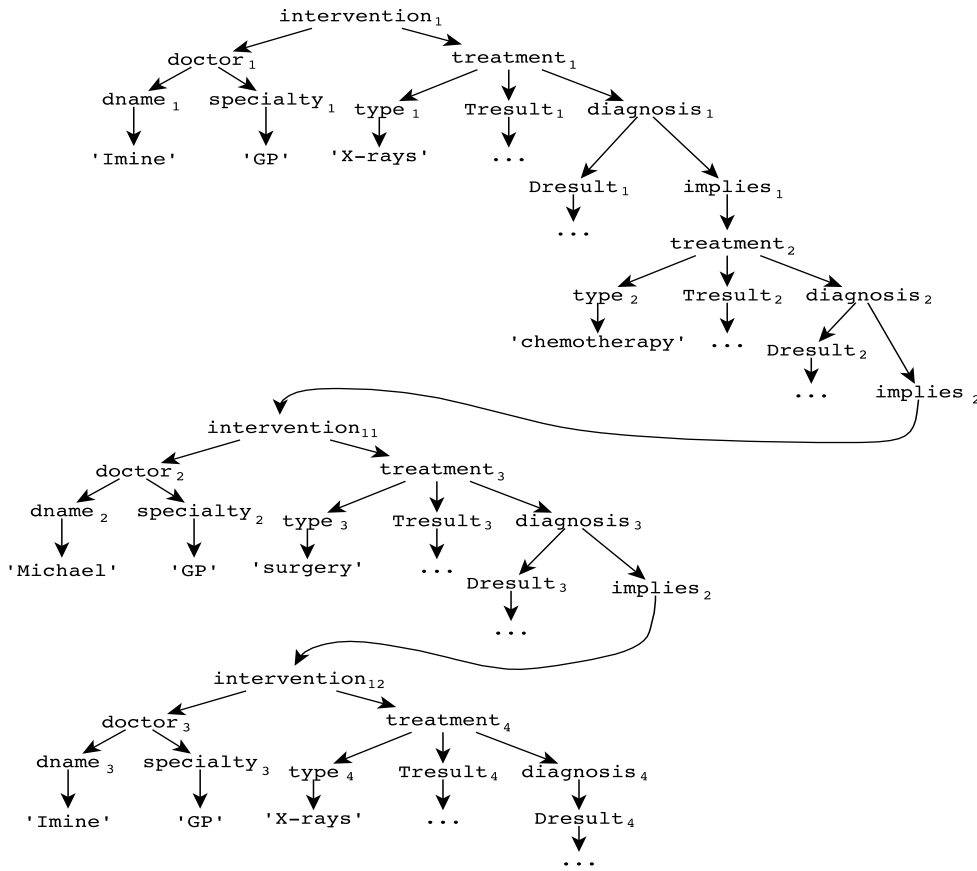 intervention₁
doctor₁ treatment₁
dname₁ specialty₁ type₁ Tresult₁ diagnosis₁
'Imine' 'GP' 'X-rays' ...
Dresult₁ implies₁
...
treatment₂
type₂ Tresult₂ diagnosis₂
'chemotherapy' ... Dresult₂
... implies₂
intervention₁₁
doctor₂ treatment₃
dname₂ specialty₂ type₃ Tresult₃ diagnosis₃
'Michael' 'GP' 'surgery' ...
Dresult₃ implies₂
...
intervention₁₂
doctor₃ treatment₄
dname₃ specialty₃ type₄ Tresult₄ diagnosis₄
'Imine' 'GP' 'X-rays' ... Dresult₄
...